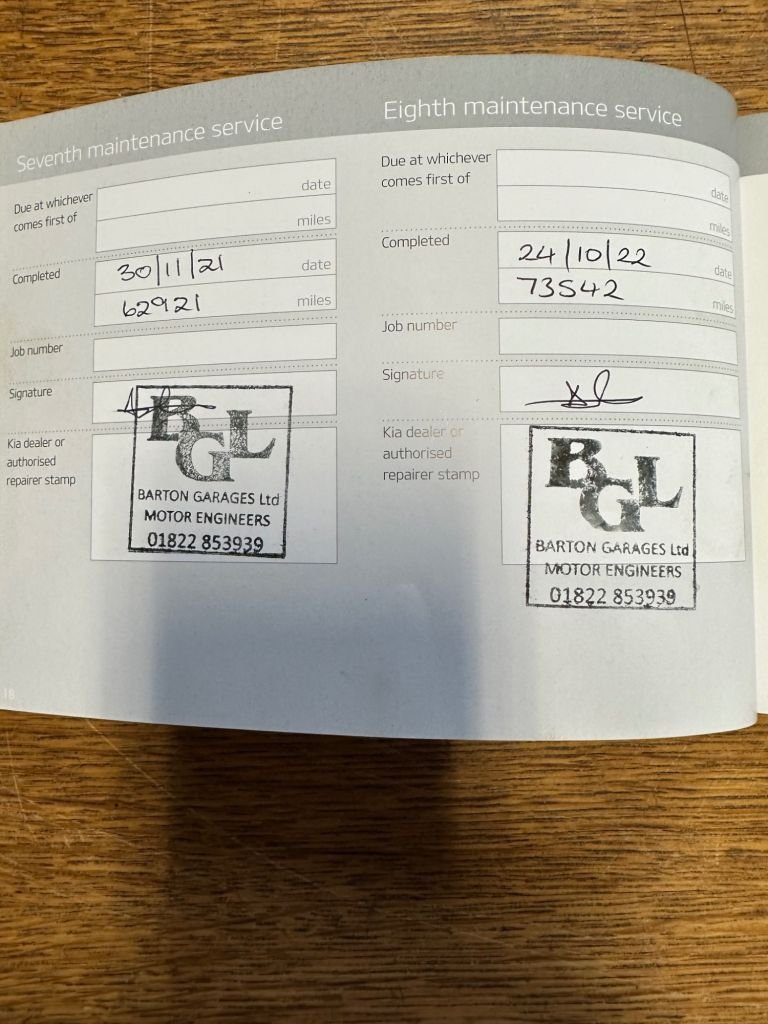 Seventh maintenance service
Due at whichever
comes first of
date
miles
Completed
30/11/21
date
62921
miles
Job number
Signature
Kia dealer or
authorised
repairer stamp
BGL
BARTON GARAGES Ltd
MOTOR ENGINEERS
01822 853939
18
Eighth maintenance service
Due at whichever
comes first of
date
miles
Completed
24/10/22
date
73542
miles
Job number
Signature
Kia dealer or
authorised
repairer stamp
BGL
BARTON GARAGES Ltd
MOTOR ENGINEERS
01822 853939